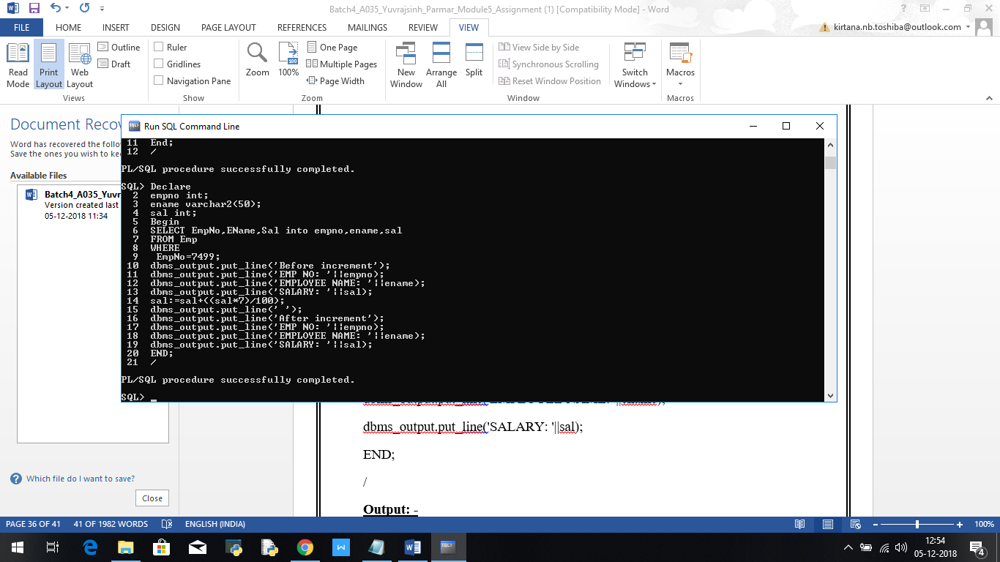 Batch4_A035_Yuvrajsinh_Parmar_Module5_Assignment (1) [Compatibility Mode] - Word
FILE HOME INSERT DESIGN PAGE LAYOUT REFERENCES MAILINGS REVIEW VIEW kirtana.nb.toshiba@outlook.com
Read Mode
Print Layout
Web Layout
Outline
Draft
Views
Ruler
Gridlines
Navigation Pane
Show
Zoom
100
100%
One Page
Multiple Pages
Page Width
Zoom
New Window
Arrange All
Split
View Side by Side
Synchronous Scrolling
Reset Window Position
Window
Switch Windows
Macros
Macros
Document Recov
Word has recovered the follo
Save the ones you wish to ke
Available Files
Batch4_A035_Yuvr
Version created last
05-12-2018 11:34
Which file do I want to save?
Close
Run SQL Command Line
11 End;
12 /
PL/SQL procedure successfully completed.
SQL> Declare
2 empno int;
3 ename varchar2(50);
4 sal int;
5 Begin
6 SELECT EmpNo,EName,Sal into empno,ename,sal
7 FROM Emp
8 WHERE
9 EmpNo=7499;
10 dbms_output.put_line('Before increment');
11 dbms_output.put_line('EMP NO: '||empno);
12 dbms_output.put_line('EMPLOYEE NAME: '||ename);
13 dbms_output.put_line('SALARY: '||sal);
14 sal:=sal+((sal*7)/100);
15 dbms_output.put_line(' ');
16 dbms_output.put_line('After increment');
17 dbms_output.put_line('EMP NO: '||empno);
18 dbms_output.put_line('EMPLOYEE NAME: '||ename);
19 dbms_output.put_line('SALARY: '||sal);
20 END;
21 /
PL/SQL procedure successfully completed.
SQL> _
dbms_output.put_line('SALARY: '||sal);
END;
/
Output: -
PAGE 36 OF 41 41 OF 1982 WORDS ENGLISH (INDIA) 100%
12:54
05-12-2018
4